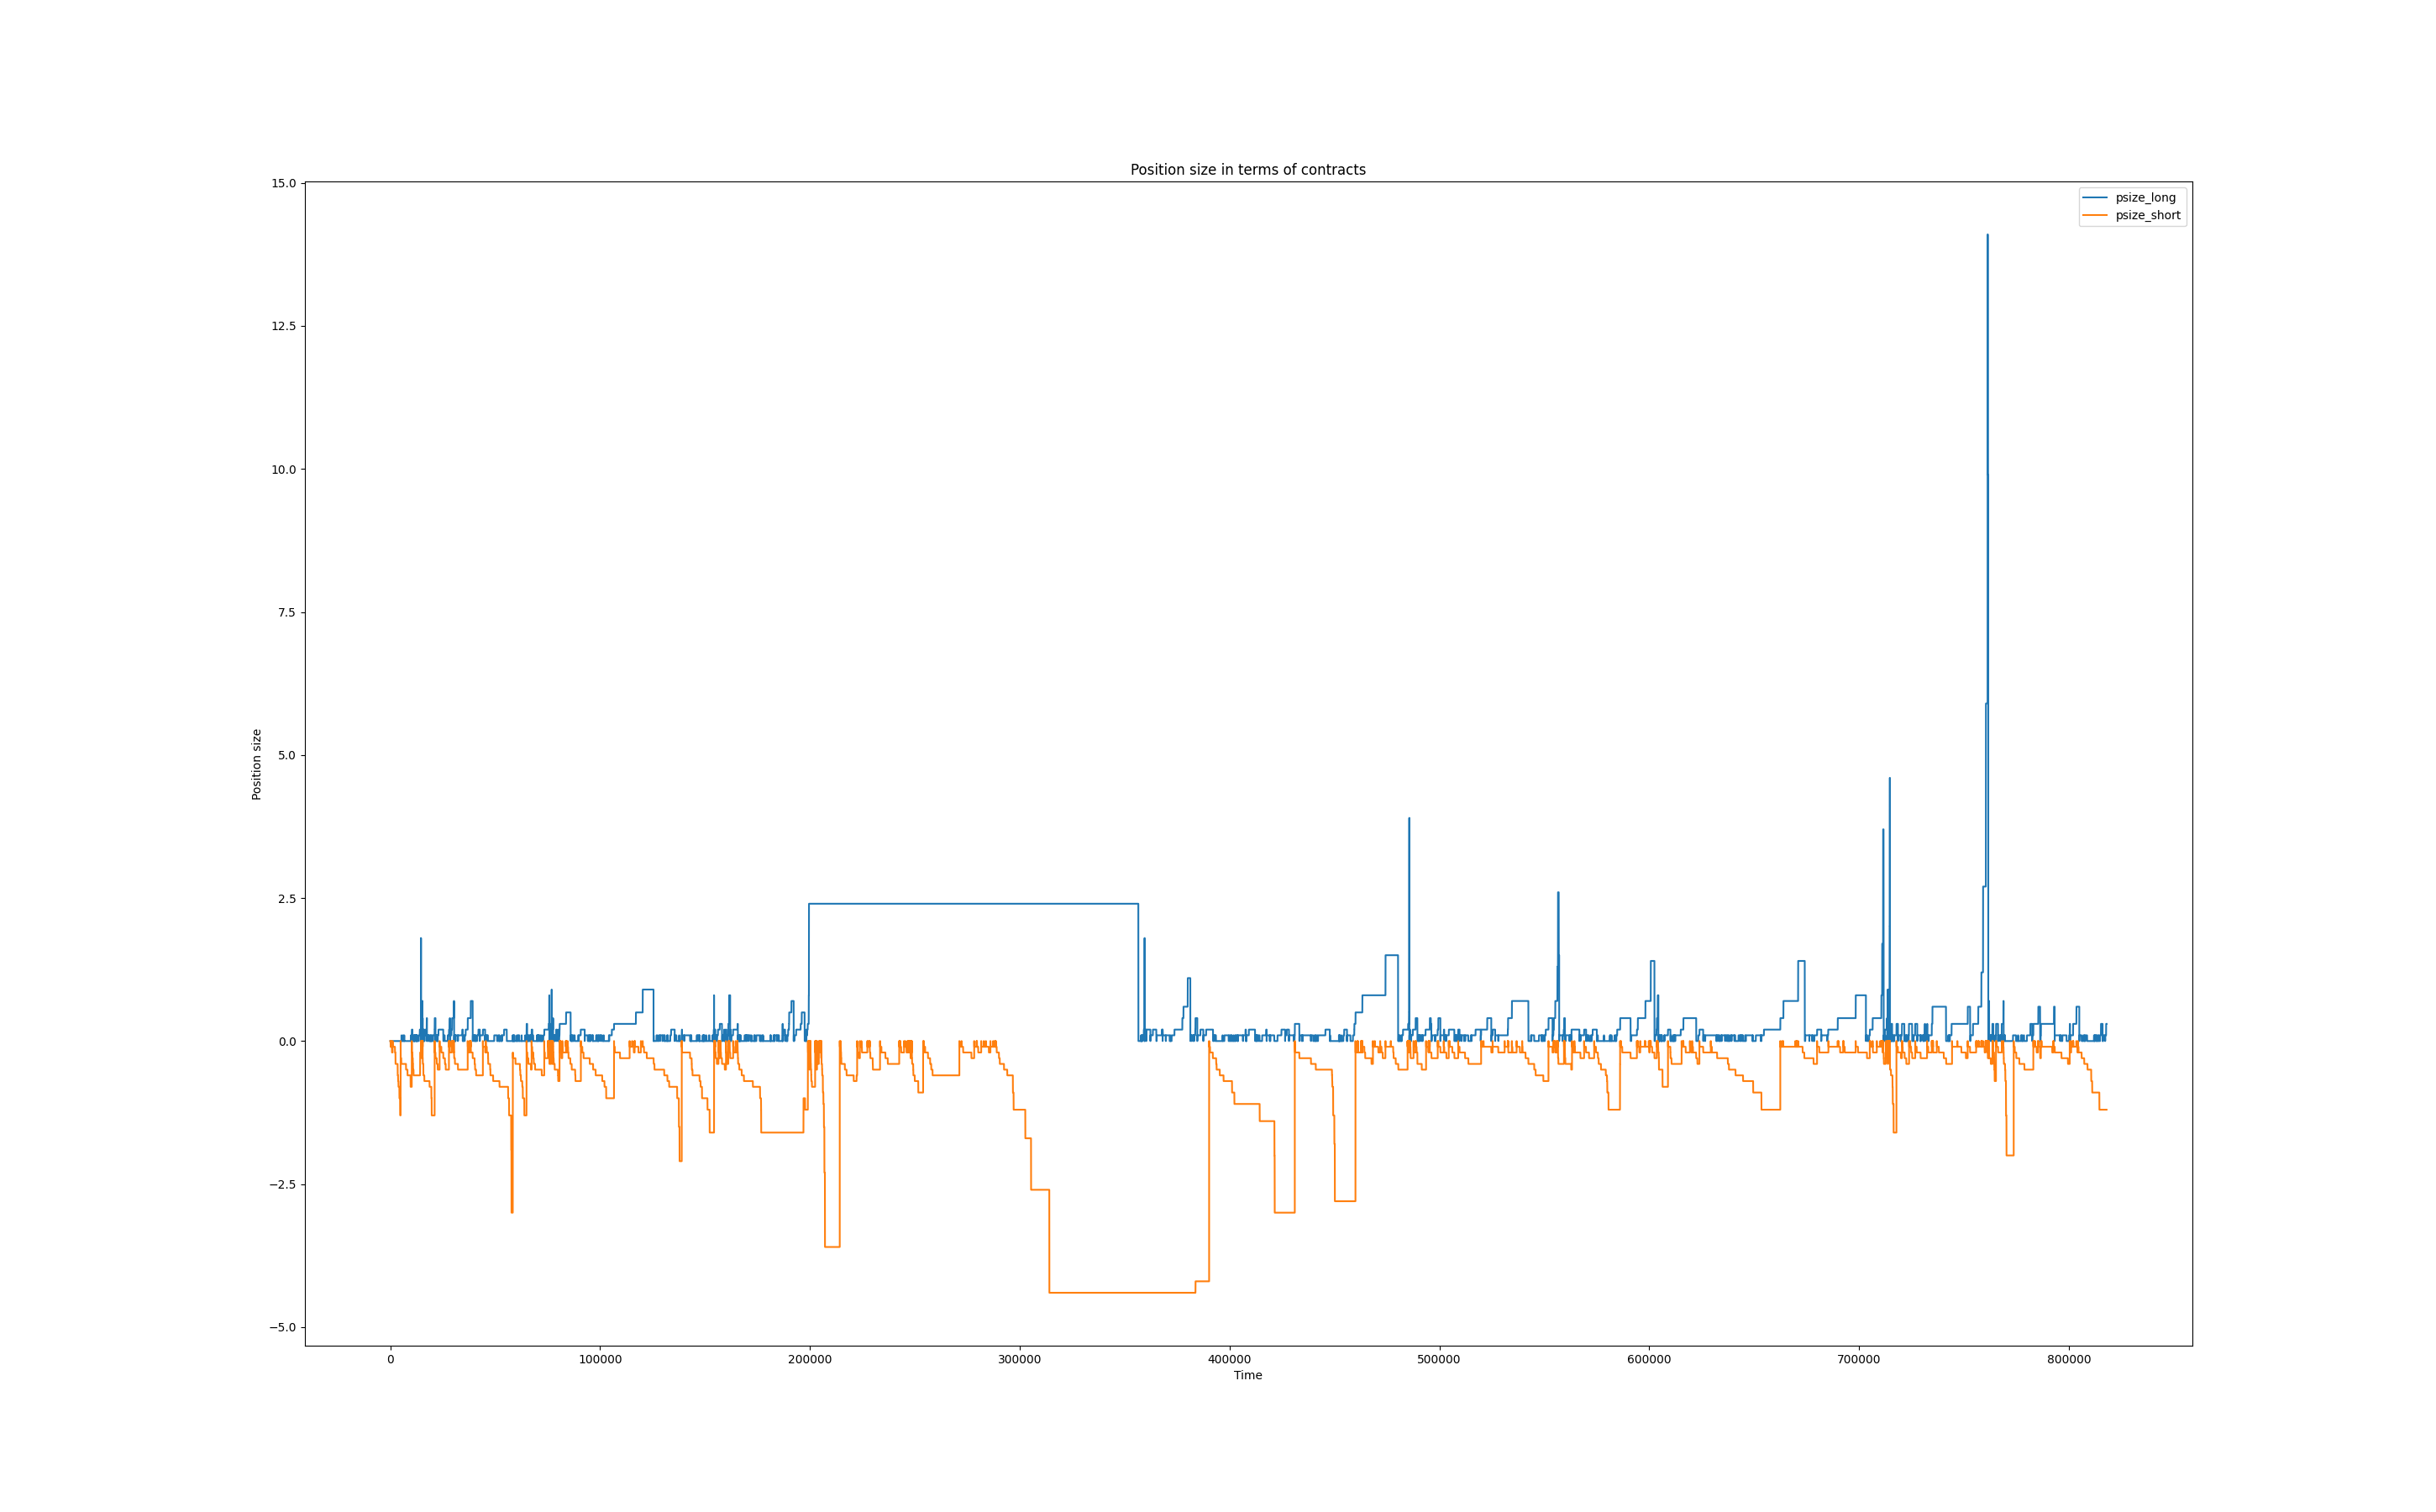 Position size in terms of contracts
psize_long
psize_short
15.0
12.5
10.0
7.5
5.0
2.5
0.0
−2.5
−5.0
Position size
0 100000 200000 300000 400000 500000 600000 700000 800000
Time